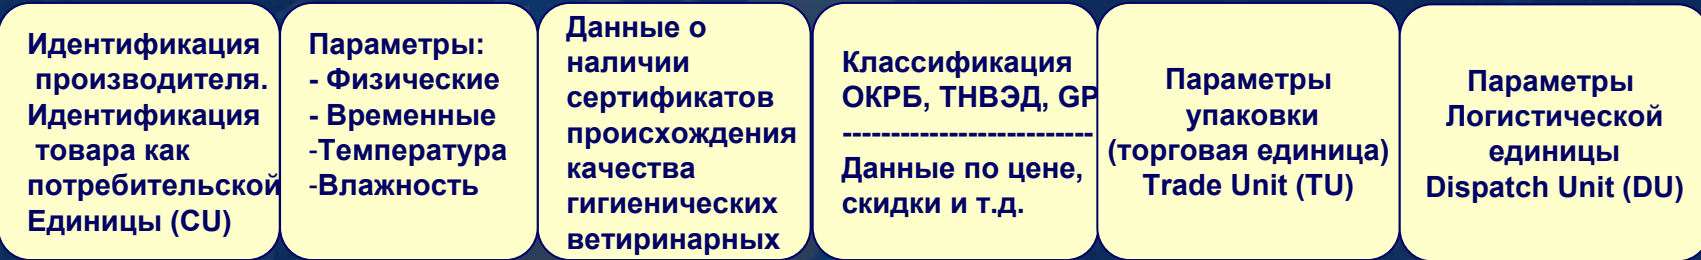 Идентификация
производителя.
Идентификация
товара как
потребительской
Единицы (CU)
Параметры:
- Физические
- Временные
-Температура
-Влажность
Данные о
наличии
сертификатов
происхождения
качества
гигиенических
ветиринарных
Классификация
ОКРБ, ТНВЭД, GP
--------------------------
Данные по цене,
скидки и т.д.
Параметры
упаковки
(торговая единица)
Trade Unit (TU)
Параметры
Логистической
единицы
Dispatch Unit (DU)